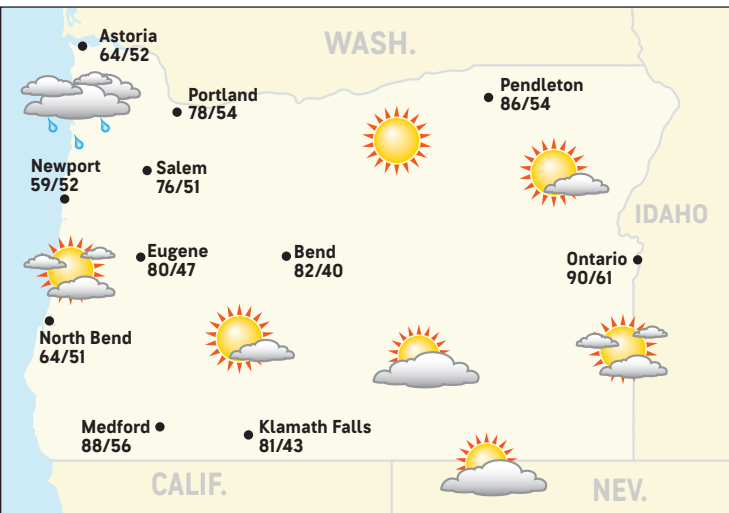 WASH.
Astoria
64/52
Pendleton
86/54
Portland
78/54
Newport
59/52
Salem
76/51
IDAHO
Eugene
80/47
Bend
82/40
Ontario
90/61
North Bend
64/51
Medford
88/56
Klamath Falls
81/43
CALIF.
NEV.